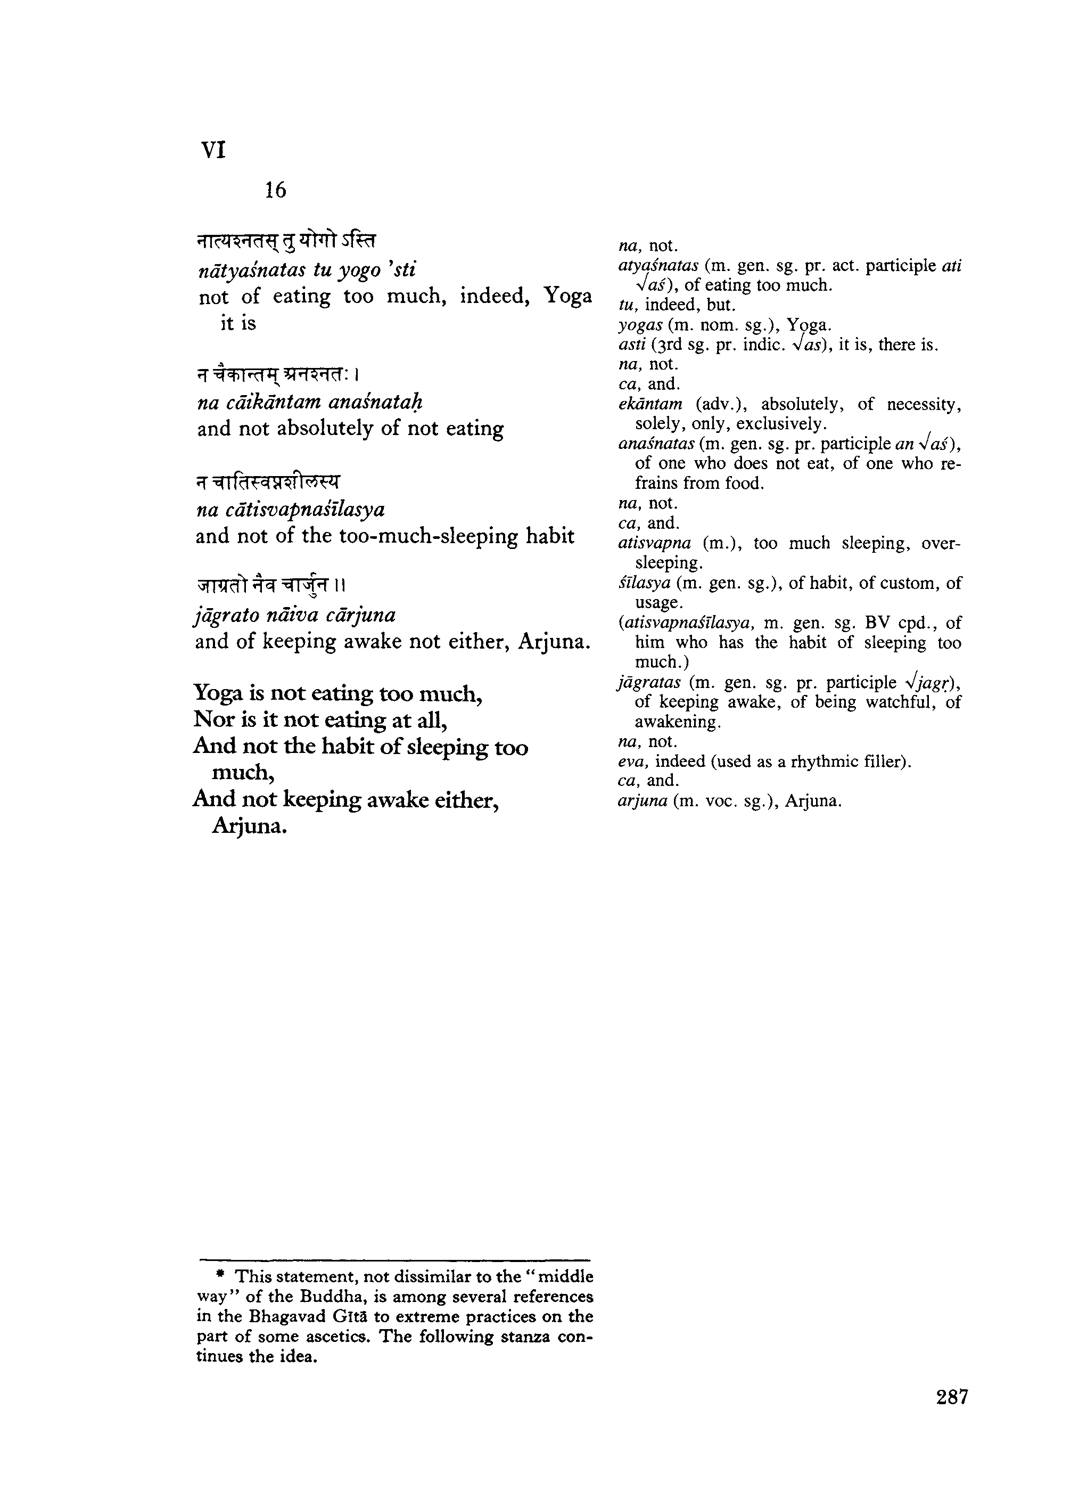 VI
16
नात्यश्नतस् तु योगो ऽस्ति
nātyaśnatas tu yogo 'sti
not of eating too much, indeed, Yoga
it is
न चैकान्तम् अनश्नतः ।
na cāikāntam anaśnataḥ
and not absolutely of not eating
न चातिस्वप्नशीलस्य
na cātisvapnaśīlasya
and not of the too-much-sleeping habit
जाग्रतो नैव चार्जुन ॥
jāgrato nāiva cārjuna
and of keeping awake not either, Arjuna.
Yoga is not eating too much,
Nor is it not eating at all,
And not the habit of sleeping too
much,
And not keeping awake either,
Arjuna.
na, not.
atyaśnatas (m. gen. sg. pr. act. participle ati
√aś), of eating too much.
tu, indeed, but.
yogas (m. nom. sg.), Yoga.
asti (3rd sg. pr. indic. √as), it is, there is.
na, not.
ca, and.
ekāntam (adv.), absolutely, of necessity,
solely, only, exclusively.
anaśnatas (m. gen. sg. pr. participle an √aś),
of one who does not eat, of one who re-
frains from food.
na, not.
ca, and.
atisvapna (m.), too much sleeping, over-
sleeping.
śīlasya (m. gen. sg.), of habit, of custom, of
usage.
(atisvapnaśīlasya, m. gen. sg. BV cpd., of
him who has the habit of sleeping too
much.)
jāgratas (m. gen. sg. pr. participle √jagṛ),
of keeping awake, of being watchful, of
awakening.
na, not.
eva, indeed (used as a rhythmic filler).
ca, and.
arjuna (m. voc. sg.), Arjuna.
* This statement, not dissimilar to the “middle
way” of the Buddha, is among several references
in the Bhagavad Gītā to extreme practices on the
part of some ascetics. The following stanza con-
tinues the idea.
287